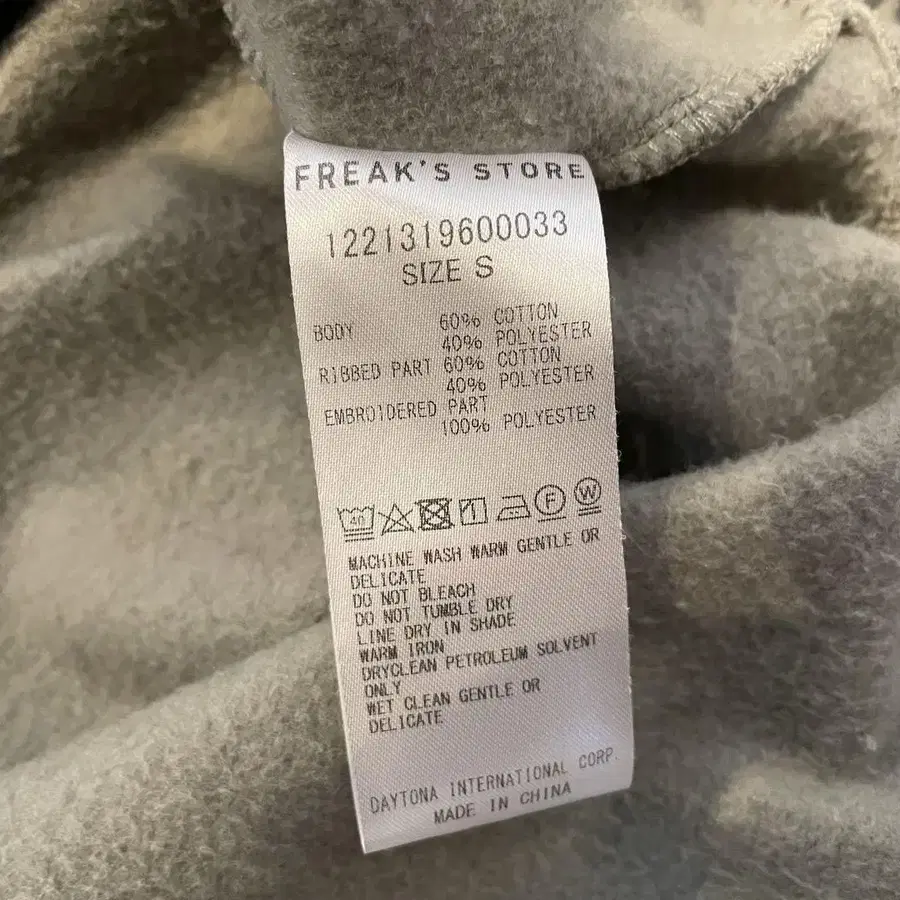 FREAK'S STORE
1221319600033
SIZE S
BODY 60% COTTON
40% POLYESTER
RIBBED PART 60% COTTON
40% POLYESTER
EMBROIDERED PART
100% POLYESTER
40 1 F W
MACHINE WASH WARM GENTLE OR
DELICATE
DO NOT BLEACH
DO NOT TUMBLE DRY
LINE DRY IN SHADE
WARM IRON
DRYCLEAN PETROLEUM SOLVENT
ONLY
WET CLEAN GENTLE OR
DELICATE
DAYTONA INTERNATIONAL CORP.
MADE IN CHINA